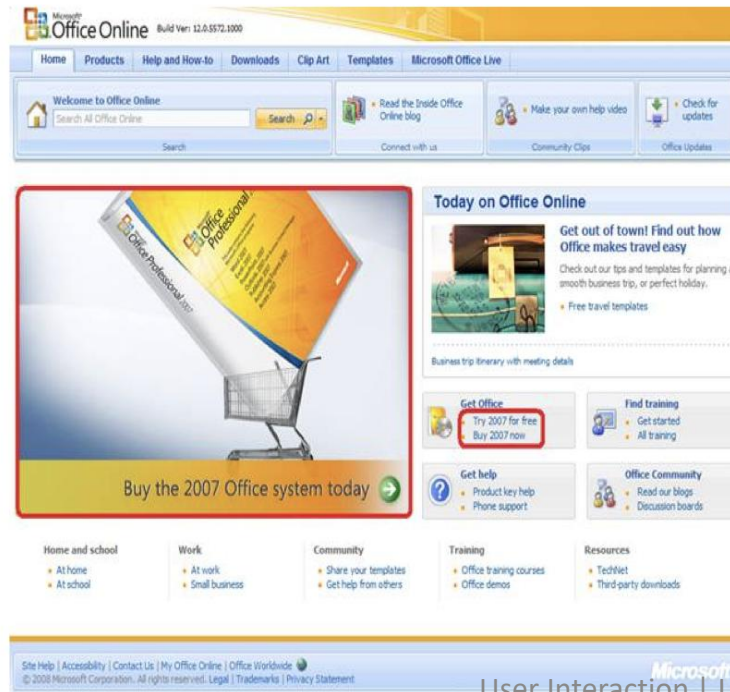 Microsoft
Office Online Build Ver: 12.0.5572.1000
Home Products Help and How-to Downloads Clip Art Templates Microsoft Office Live
Welcome to Office Online
Search All Office Online
Search
Search
Read the Inside Office Online blog
Connect with us
Make your own help video
Community Clips
Check for updates
Office Updates
Office Professional 2007
Office Professional 2007
Microsoft
Buy the 2007 Office system today
Today on Office Online
Get out of town! Find out how
Office makes travel easy
Check out our tips and templates for planning
smooth business trip, or perfect holiday.
Free travel templates
Business trip itinerary with meeting details
Get Office
Try 2007 for free
Buy 2007 now
Find training
Get started
All training
Get help
Product key help
Phone support
Office Community
Read our blogs
Discussion boards
Home and school
At home
At school
Work
At work
Small business
Community
Share your templates
Get help from others
Training
Office training courses
Office demos
Resources
TechNet
Third-party downloads
Site Help | Accessibility | Contact Us | My Office Online | Office Worldwide
© 2008 Microsoft Corporation. All rights reserved. Legal | Trademarks | Privacy Statement
Microsoft
User Interaction |